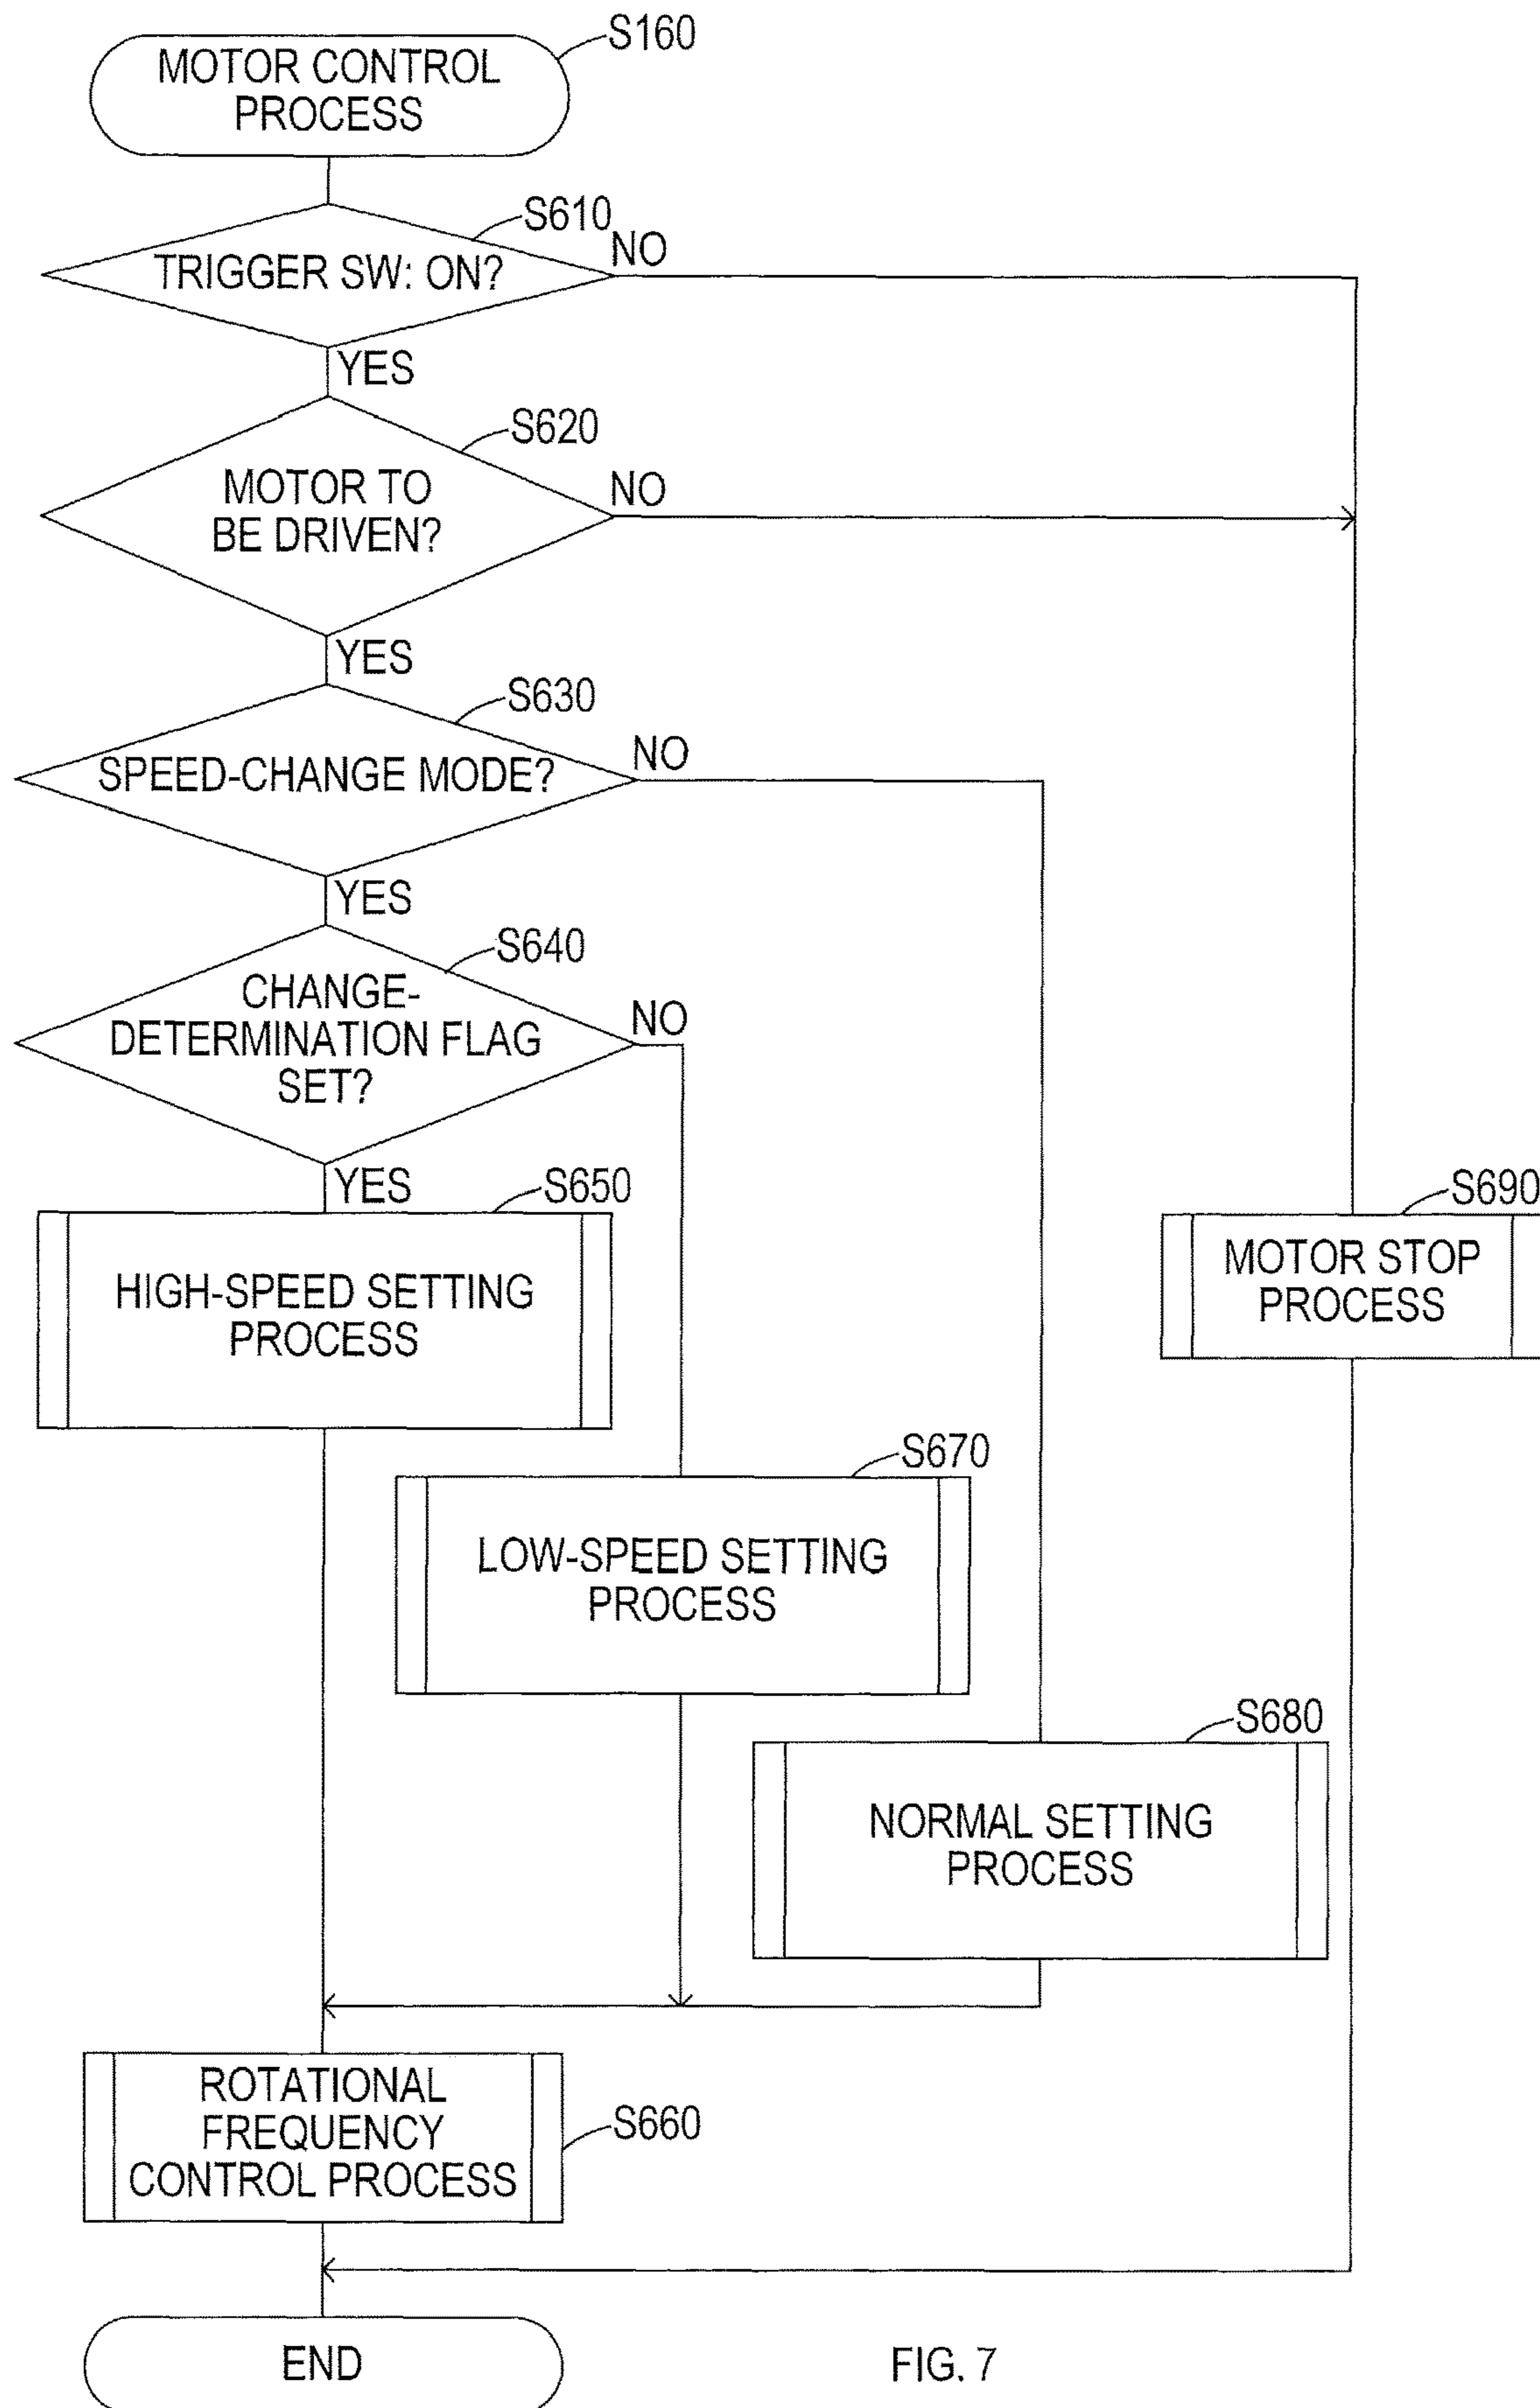 S160
MOTOR CONTROL
PROCESS
S610
NO
TRIGGER SW: ON?
YES
S620
MOTOR TO
BE DRIVEN?
NO
YES
S630
NO
SPEED-CHANGE MODE?
YES
S640
CHANGE-
DETERMINATION FLAG
SET?
NO
YES
S650
HIGH-SPEED SETTING
PROCESS
S690
MOTOR STOP
PROCESS
S670
LOW-SPEED SETTING
PROCESS
S680
NORMAL SETTING
PROCESS
ROTATIONAL
FREQUENCY
CONTROL PROCESS
S660
END
FIG. 7